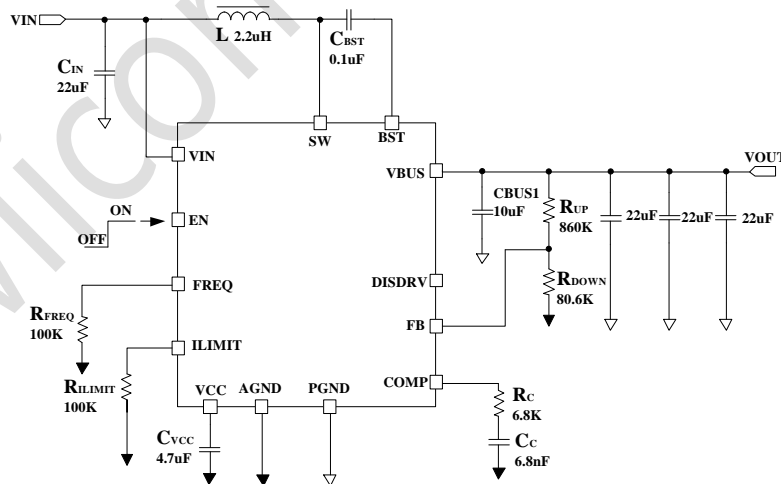 VIN
L 2.2uH
CBST
0.1uF
CIN
22uF
SW
BST
VIN
VBUS
VOUT
CBUS1
10uF
RUP
860K
22uF
22uF
22uF
ON
OFF
EN
FREQ
DISDRV
RDOWN
80.6K
RFREQ
100K
FB
ILIMIT
RILIMIT
100K
VCC
AGND
PGND
COMP
RC
6.8K
CVCC
4.7uF
CC
6.8nF